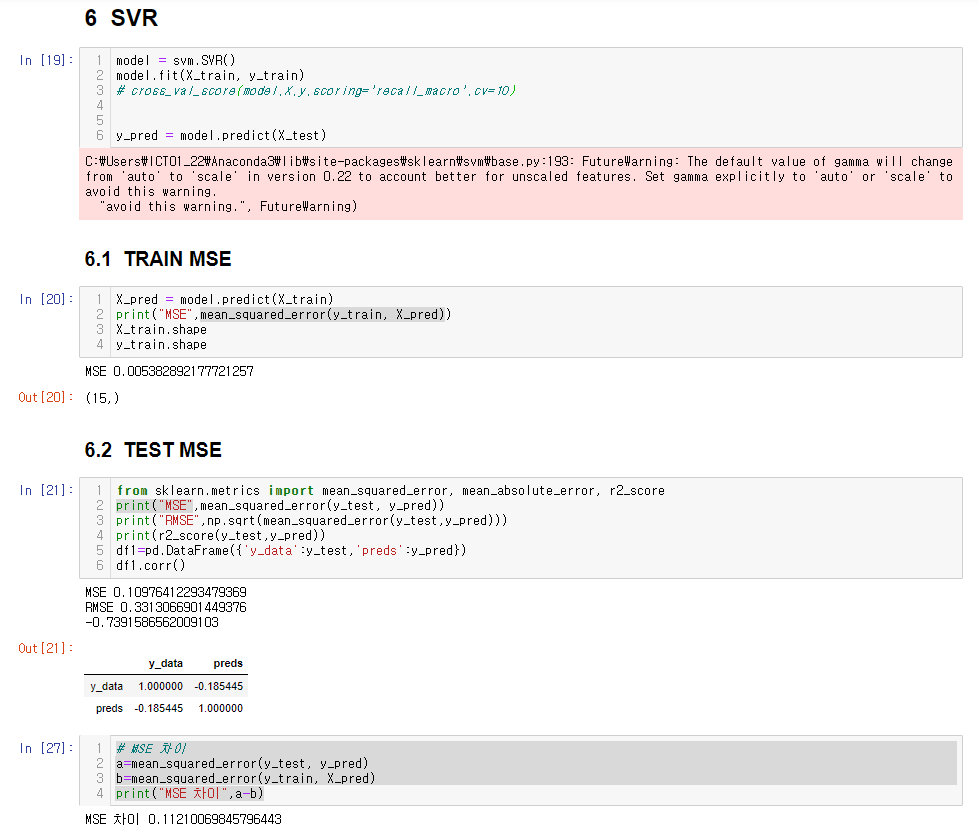 6 SVR
In [19]:
1 model = svm.SVR()
2 model.fit(X_train, y_train)
3 # cross_val_score(model,X,y,scoring='recall_macro',cv=10)
4
5
6 y_pred = model.predict(X_test)
C:₩Users₩ICT01_22₩Anaconda3₩lib₩site-packages₩sklearn₩svm₩base.py:193: FutureWarning: The default value of gamma will change
from 'auto' to 'scale' in version 0.22 to account better for unscaled features. Set gamma explicitly to 'auto' or 'scale' to
avoid this warning.
"avoid this warning.", FutureWarning)
6.1 TRAIN MSE
In [20]:
1 X_pred = model.predict(X_train)
2 print("MSE",mean_squared_error(y_train, X_pred))
3 X_train.shape
4 y_train.shape
MSE 0.005382892177721257
Out[20]: (15,)
6.2 TEST MSE
In [21]:
1 from sklearn.metrics import mean_squared_error, mean_absolute_error, r2_score
2 print("MSE",mean_squared_error(y_test, y_pred))
3 print("RMSE",np.sqrt(mean_squared_error(y_test,y_pred)))
4 print(r2_score(y_test,y_pred))
5 df1=pd.DataFrame({'y_data':y_test,'preds':y_pred})
6 df1.corr()
MSE 0.10976412293479369
RMSE 0.3313066901449376
-0.7391586562009103
Out[21]:
y_data preds
y_data 1.000000 -0.185445
preds -0.185445 1.000000
In [27]:
1 # MSE 차이
2 a=mean_squared_error(y_test, y_pred)
3 b=mean_squared_error(y_train, X_pred)
4 print("MSE 차이",a-b)
MSE 차이 0.11210069845796443